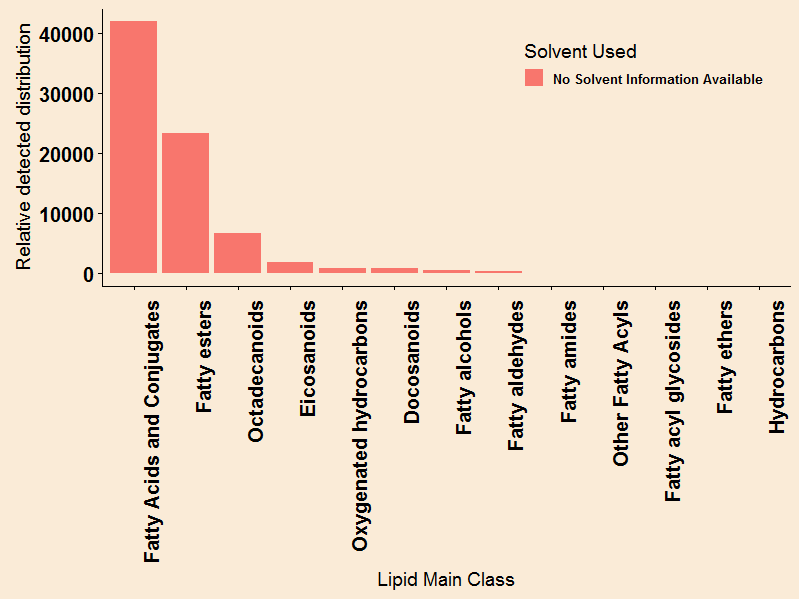 Relative detected distribution
40000
30000
20000
10000
0
Solvent Used
No Solvent Information Available
Fatty Acids and Conjugates
Fatty esters
Octadecanoids
Eicosanoids
Oxygenated hydrocarbons
Docosanoids
Fatty alcohols
Fatty aldehydes
Fatty amides
Other Fatty Acyls
Fatty acyl glycosides
Fatty ethers
Hydrocarbons
Lipid Main Class